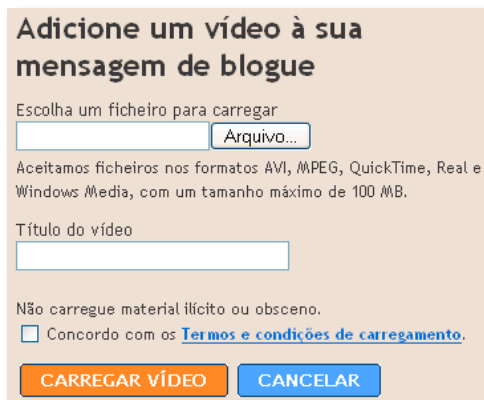 Adicione um vídeo à sua
mensagem de blogue
Escolha um ficheiro para carregar
Arquivo...
Aceitamos ficheiros nos formatos AVI, MPEG, QuickTime, Real e
Windows Media, com um tamanho máximo de 100 MB.
Título do vídeo
Não carregue material ilícito ou obsceno.
Concordo com os Termos e condições de carregamento.
CARREGAR VÍDEO CANCELAR